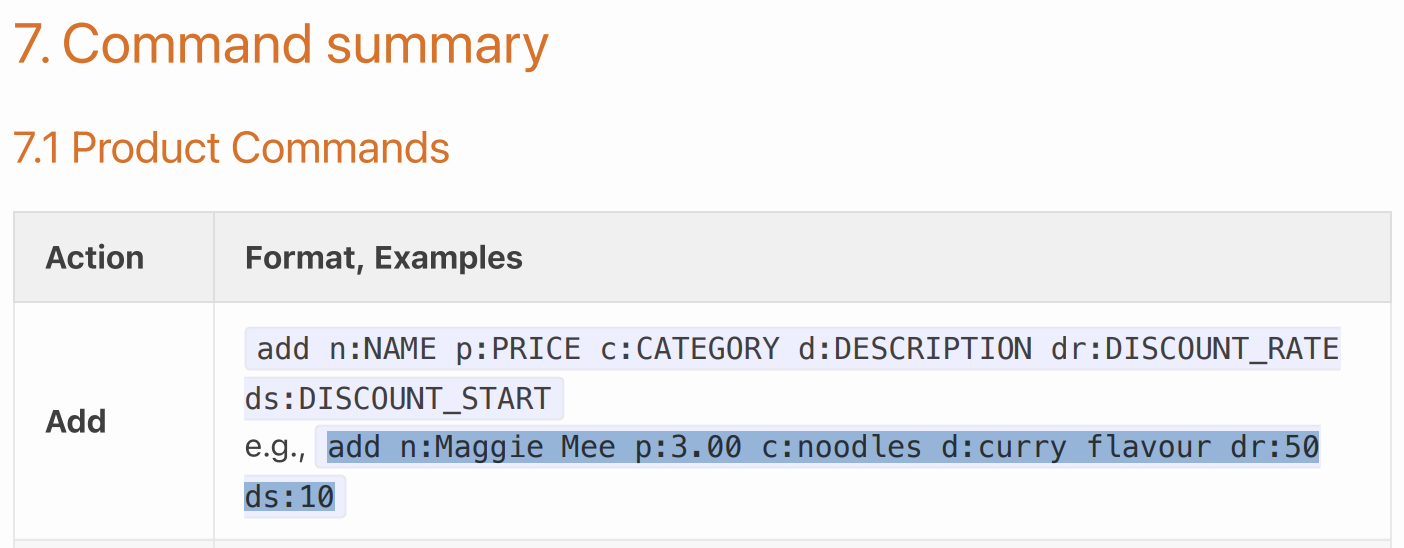 7. Command summary
7.1 Product Commands
Action
Format, Examples
Add
add n:NAME p:PRICE c:CATEGORY d:DESCRIPTION dr:DISCOUNT_RATE
ds:DISCOUNT_START
e.g., add n:Maggie Mee p:3.00 c:noodles d:curry flavour dr:50
ds:10